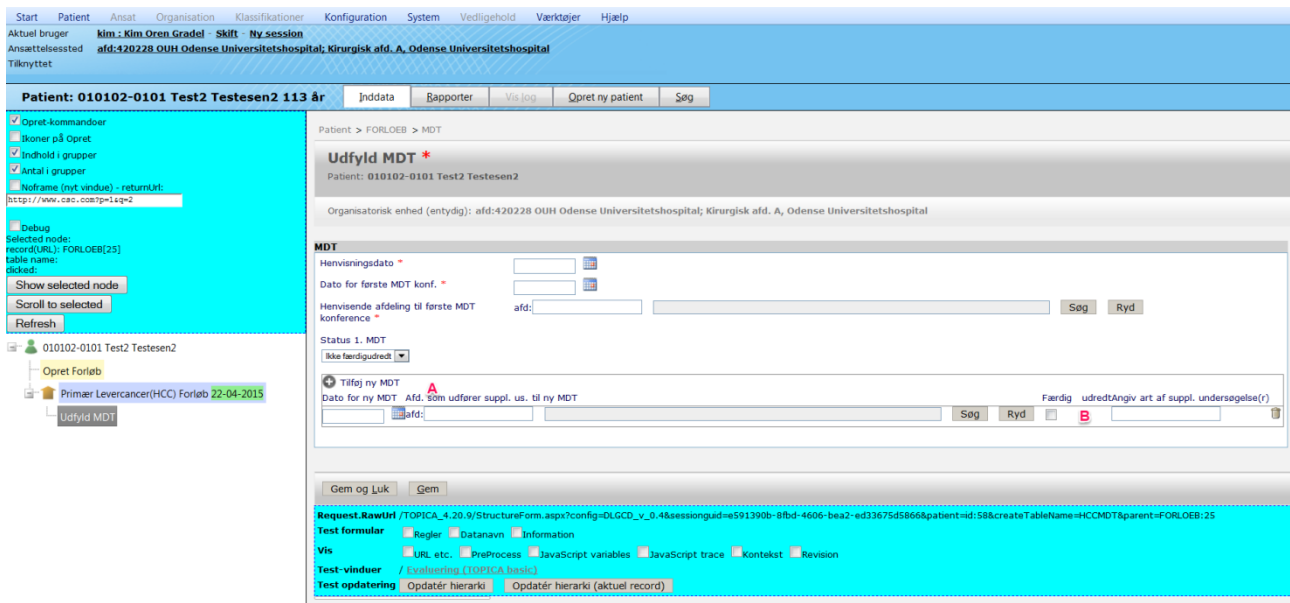 Start Patient Ansat Organisation Klassifikationer Konfiguration System Vedligehold Værktøjer Hjælp
Aktuel bruger kim : Kim Oren Gradel - Skift - Ny session
Ansættelsessted afd:420228 OUH Odense Universitetshospital; Kirurgisk afd. A, Odense Universitetshospital
Tilknyttet
Patient: 010102-0101 Test2 Testesen2 113 år Inddata Rapporter Vis log Opret ny patient Søg
Opret-kommandoer
Ikoner på Opret
Indhold i grupper
Antal i grupper
Noframe (nyt vindue) - returUrl:
http://www.csc.com?p=1&q=2
Debug
Selected node:
record(URL): FORLOEB[25]
table name:
clicked:
Show selected node
Scroll to selected
Refresh
010102-0101 Test2 Testesen2
Opret Forløb
Primær Levercancer(HCC) Forløb 22-04-2015
Udfyld MDT
Patient > FORLOEB > MDT
Udfyld MDT *
Patient: 010102-0101 Test2 Testesen2
Organisatorisk enhed (entydig): afd:420228 OUH Odense Universitetshospital; Kirurgisk afd. A, Odense Universitetshospital
MDT
Henvisningsdato *
Dato for første MDT konf. *
Henvisende afdeling til første MDT konference * afd: Søg Ryd
Status 1. MDT
Ikke færdigudredt
Tilføj ny MDT
A
Dato for ny MDT Afd. som udfører suppl. us. til ny MDT Færdig udredtAngiv art af suppl. undersøgelse(r)
afd: Søg Ryd B
Gem og Luk Gem
Request.RawUrl /TOPICA_4.20.9/StructureForm.aspx?config=DLGCD_v_0.4&sessionguid=e591390b-8fbd-4606-bea2-ed33675d5866&patient=id:58&createTableName=HCCMDT&parent=FORLOEB:25
Test formular Regler Datanavn Information
Vis URL etc. PreProcess JavaScript variables JavaScript trace Kontekst Revision
Test-vinduer / Evaluering (TOPICA basic)
Test opdatering Opdatér hierarki Opdatér hierarki (aktuel record)